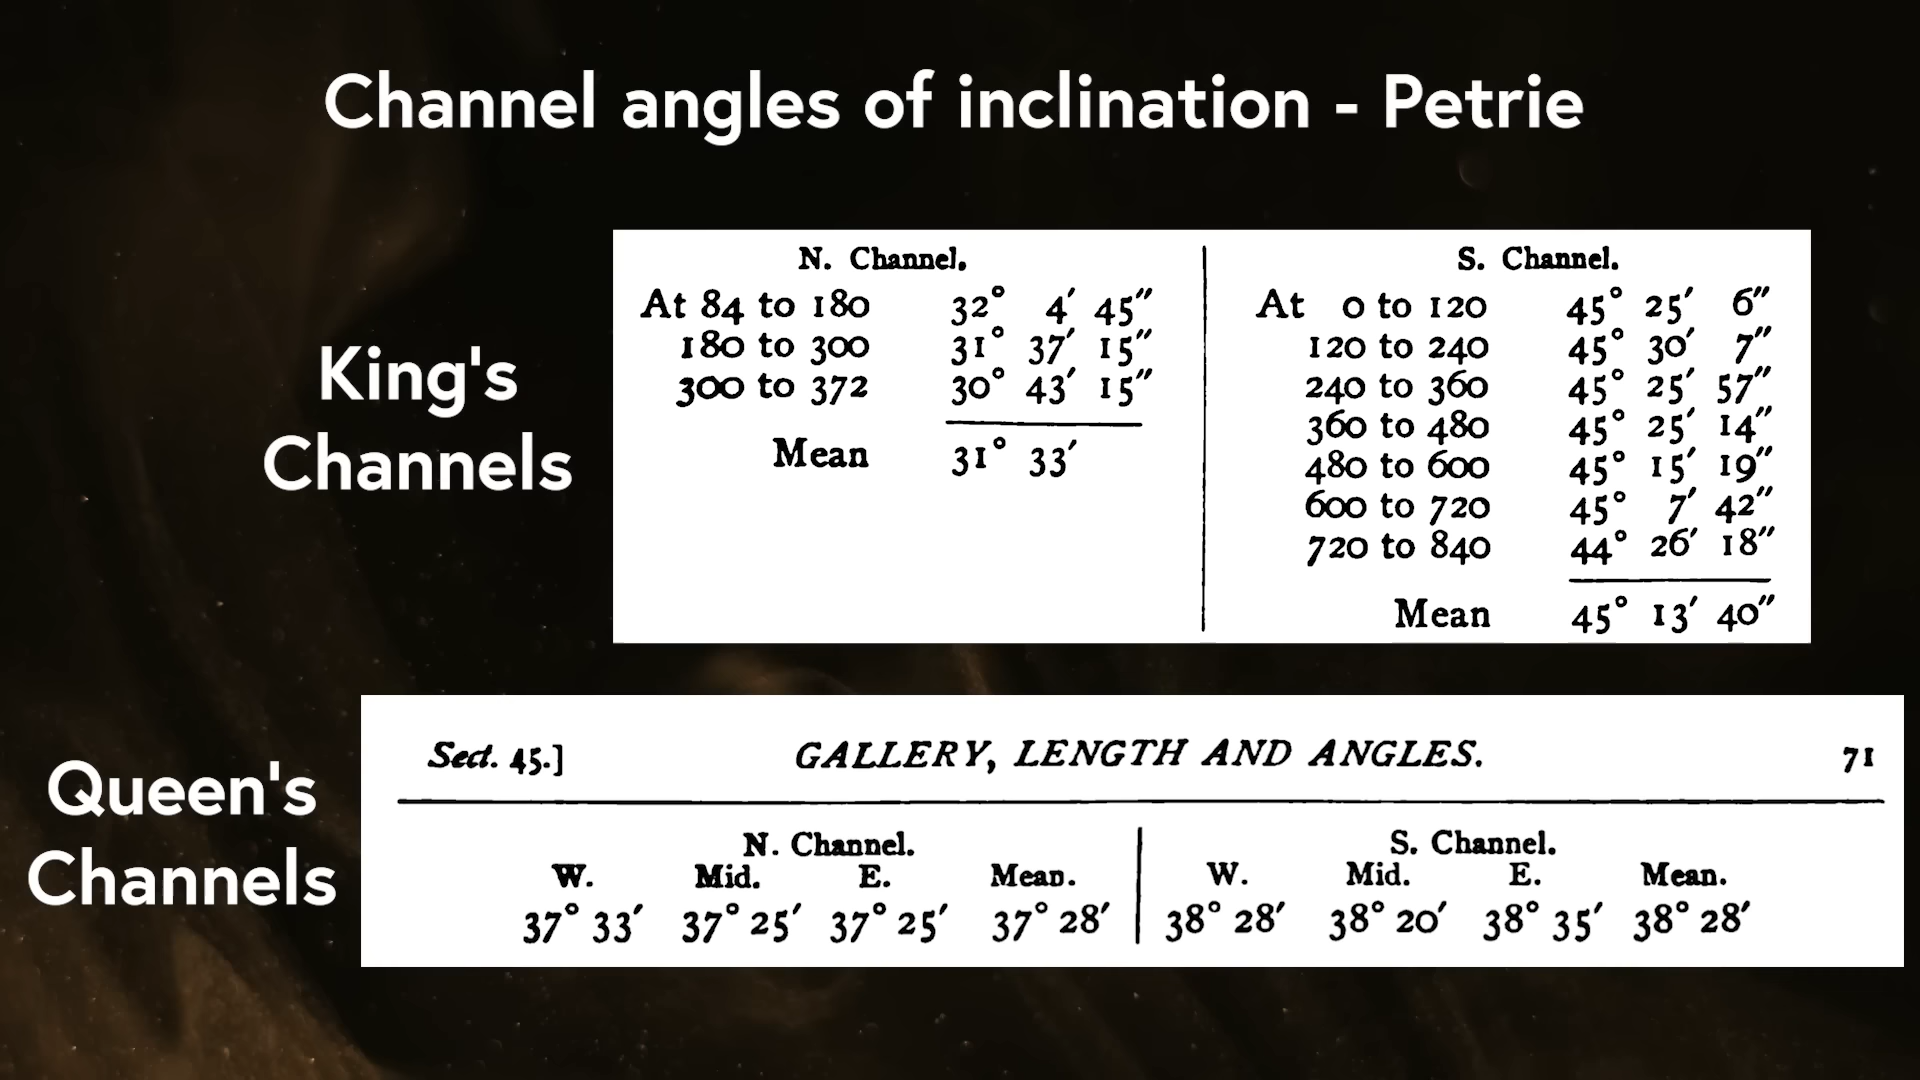 Channel angles of inclination - Petrie
King's
Channels
N. Channel.
At 84 to 180 32° 4′ 45″
180 to 300 31° 37′ 15″
300 to 372 30° 43′ 15″
Mean 31° 33′
S. Channel.
At 0 to 120 45° 25′ 6″
120 to 240 45° 30′ 7″
240 to 360 45° 25′ 57″
360 to 480 45° 25′ 14″
480 to 600 45° 15′ 19″
600 to 720 45° 7′ 42″
720 to 840 44° 26′ 18″
Mean 45° 13′ 40″
Queen's
Channels
Sect. 45.] GALLERY, LENGTH AND ANGLES. 71
N. Channel.
W. Mid. E. Mean.
37° 33′ 37° 25′ 37° 25′ 37° 28′
S. Channel.
W. Mid. E. Mean.
38° 28′ 38° 20′ 38° 35′ 38° 28′